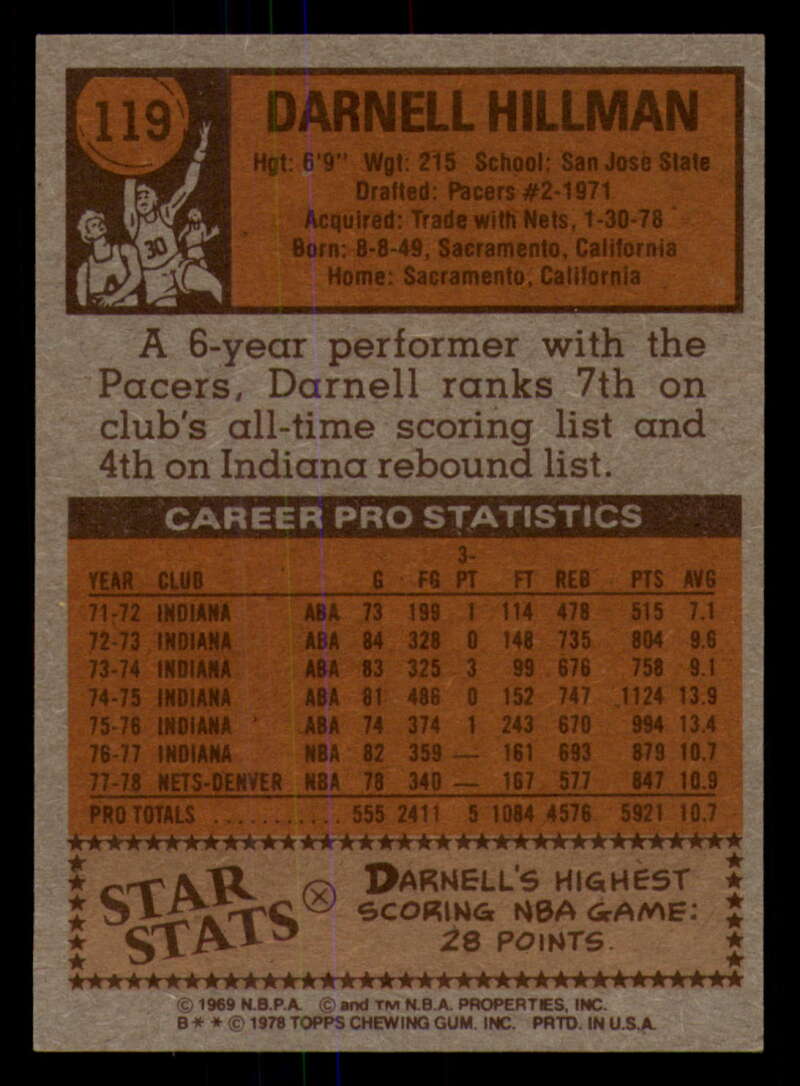 119
DARNELL HILLMAN
Hgt: 6'9" Wgt: 215 School: San Jose State
Drafted: Pacers #2-1971
Acquired: Trade with Nets, 1-30-78
Born: 8-8-49, Sacramento, California
Home: Sacramento, California
30
A 6-year performer with the
Pacers, Darnell ranks 7th on
club's all-time scoring list and
4th on Indiana rebound list.
CAREER PRO STATISTICS
YEAR CLUB G FG 3-PT FT REB PTS AVG
71-72 INDIANA ABA 73 199 1 114 478 515 7.1
72-73 INDIANA ABA 84 328 0 148 735 804 9.6
73-74 INDIANA ABA 83 325 3 99 676 758 9.1
74-75 INDIANA ABA 81 486 0 152 747 1124 13.9
75-76 INDIANA ABA 74 374 1 243 670 994 13.4
76-77 INDIANA NBA 82 359 — 161 693 879 10.7
77-78 NETS-DENVER NBA 78 340 — 167 577 847 10.9
PRO TOTALS ........... 555 2411 5 1084 4576 5921 10.7
STAR STATS
DARNELL'S HIGHEST
SCORING NBA GAME:
28 POINTS.
© 1969 N.B.P.A. © and TM N.B.A. PROPERTIES, INC.
B* * © 1978 TOPPS CHEWING GUM. INC. PRTD. IN U.S.A.